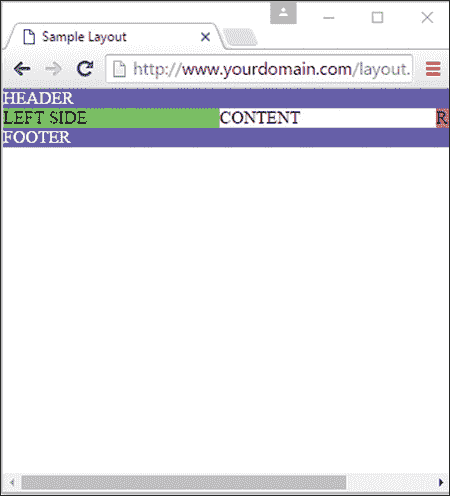 Sample Layout
http://www.yourdomain.com/layout.
HEADER
LEFT SIDE CONTENT R
FOOTER